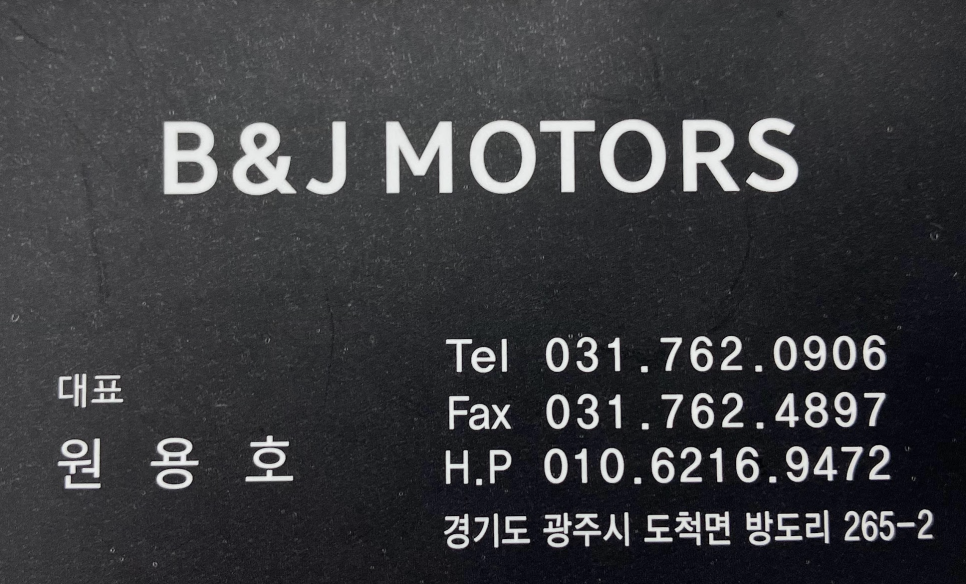 B&J MOTORS
대표
원 용 호
Tel 031.762.0906
Fax 031.762.4897
H.P 010.6216.9472
경기도 광주시 도척면 방도리 265-2